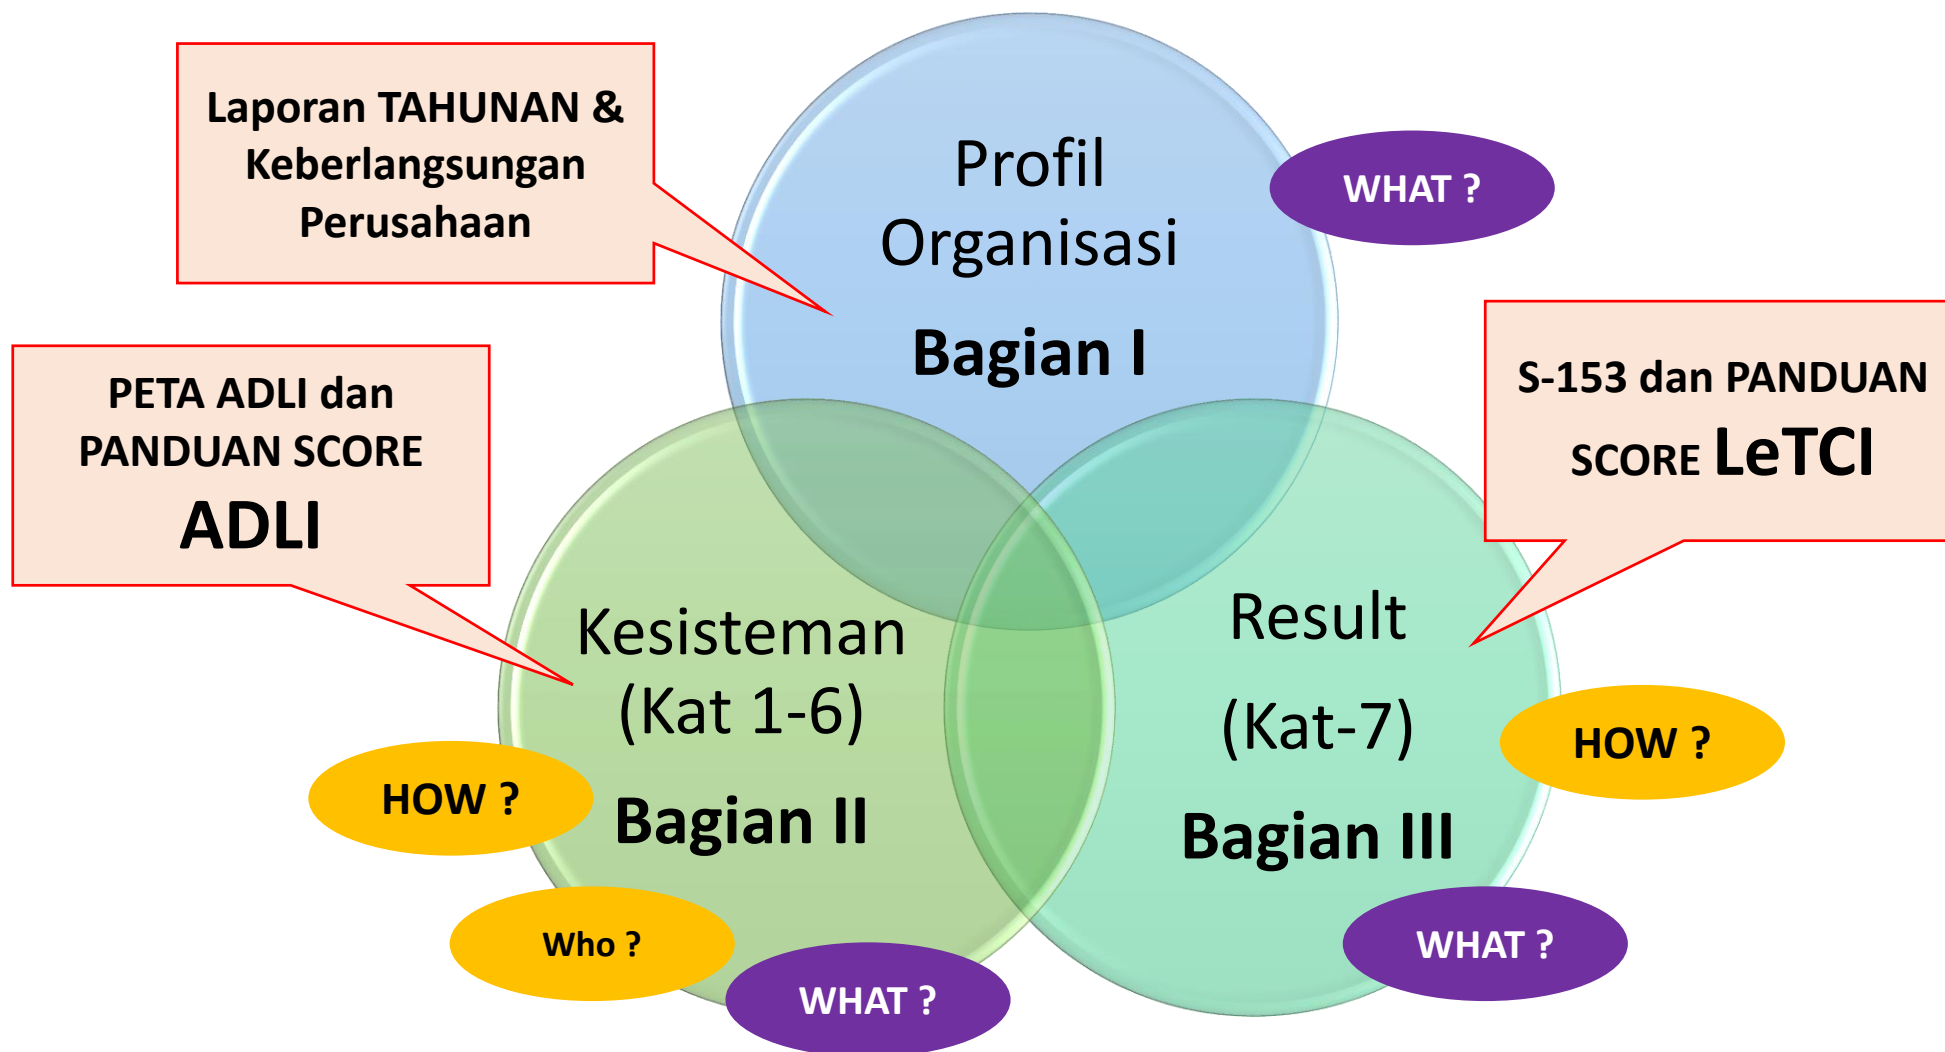 Laporan TAHUNAN &
Keberlangsungan
Perusahaan
Profil
Organisasi
Bagian I
WHAT ?
PETA ADLI dan
PANDUAN SCORE
ADLI
S-153 dan PANDUAN
SCORE LeTCI
Kesisteman
(Kat 1-6)
Bagian II
HOW ?
Who ?
WHAT ?
Result
(Kat-7)
Bagian III
HOW ?
WHAT ?